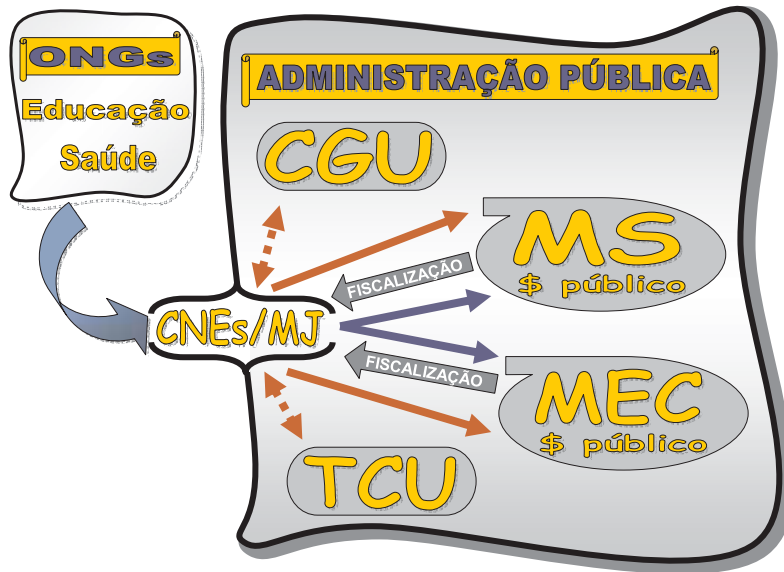 ONGs
Educação
Saúde
ADMINISTRAÇÃO PÚBLICA
CGU
MS
$ público
FISCALIZAÇÃO
CNEs/MJ
FISCALIZAÇÃO
MEC
$ público
TCU